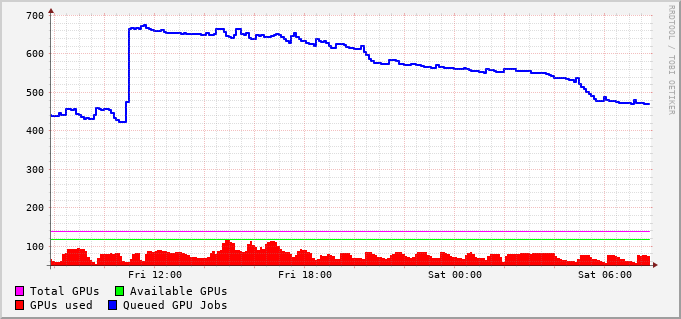 700
600
500
400
300
200
100
Fri 12:00 Fri 18:00 Sat 00:00 Sat 06:00
Total GPUs Available GPUs
GPUs used Queued GPU Jobs
RRDTOOL / TOBI OETIKER